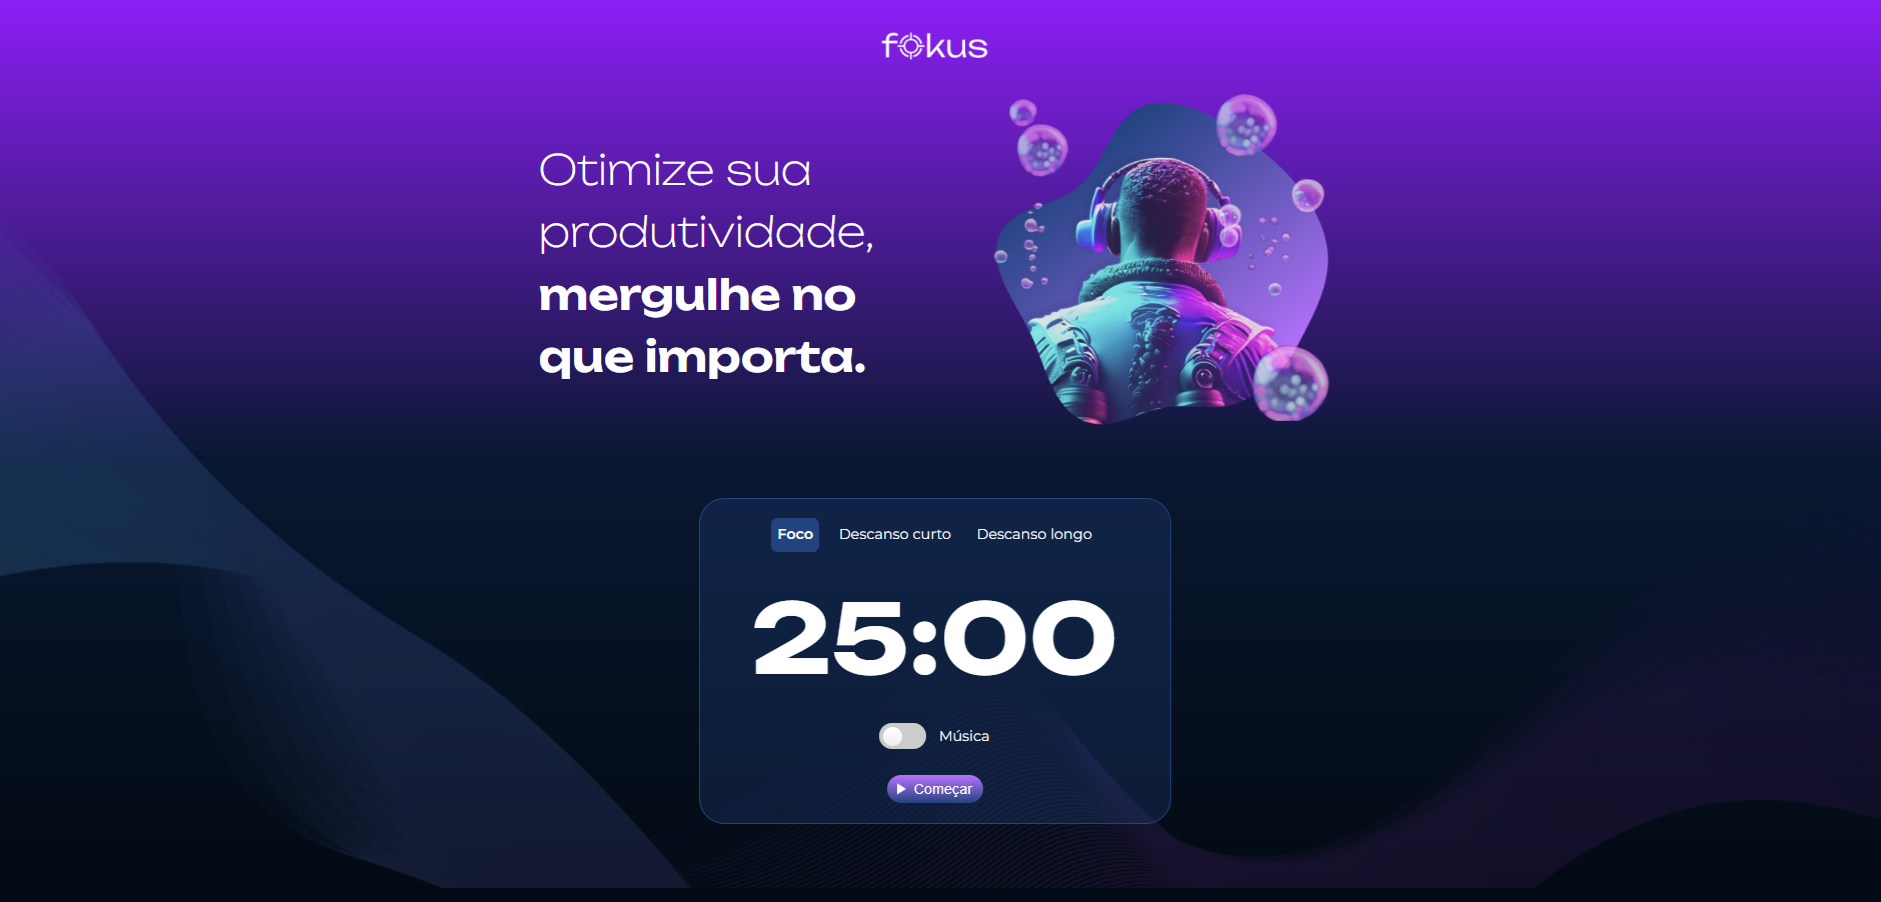 fokus
Otimize sua
produtividade,
mergulhe no
que importa.
Foco Descanso curto Descanso longo
25:00
Música
Começar